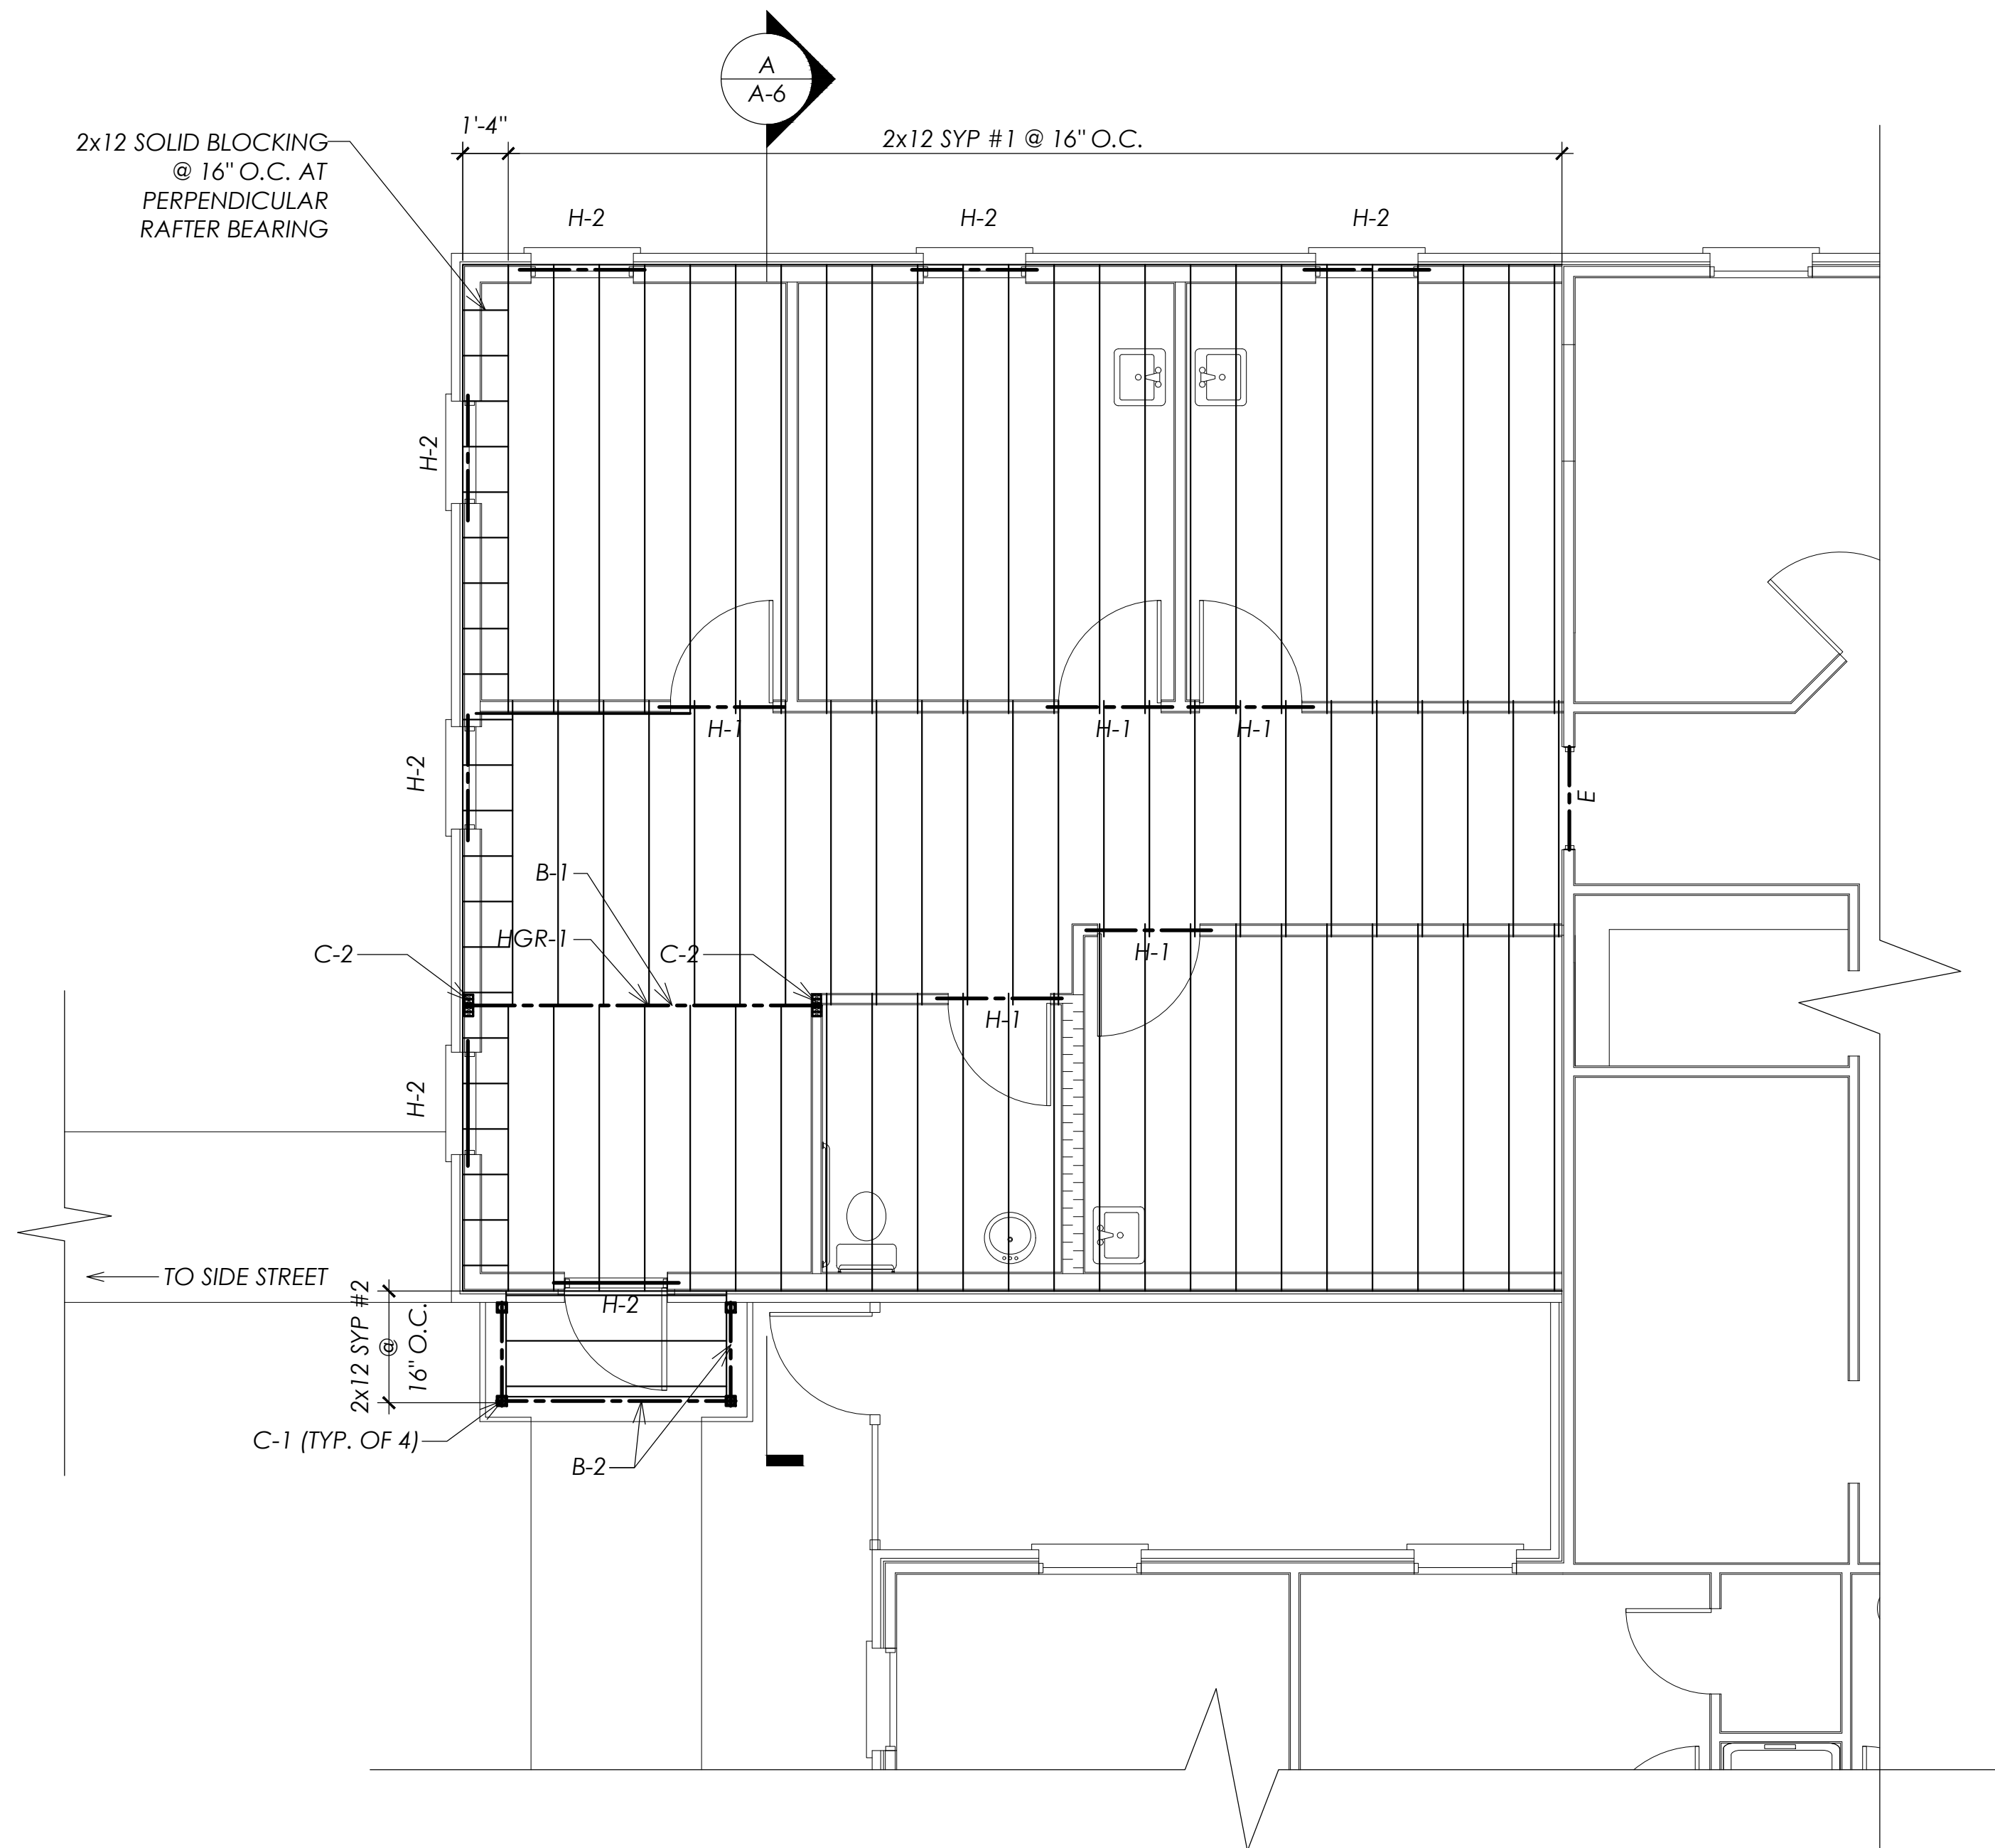 A
A-6
1'-4"
2x12 SYP #1 @ 16" O.C.
2x12 SOLID BLOCKING
@ 16" O.C. AT
PERPENDICULAR
RAFTER BEARING
H-2
H-2
H-2
H-2
H-1
H-1
H-1
H-2
E
B-1
HGR-1
C-2
C-2
H-1
H-1
H-2
TO SIDE STREET
H-2
2x12 SYP #2
@
16" O.C.
C-1 (TYP. OF 4)
B-2